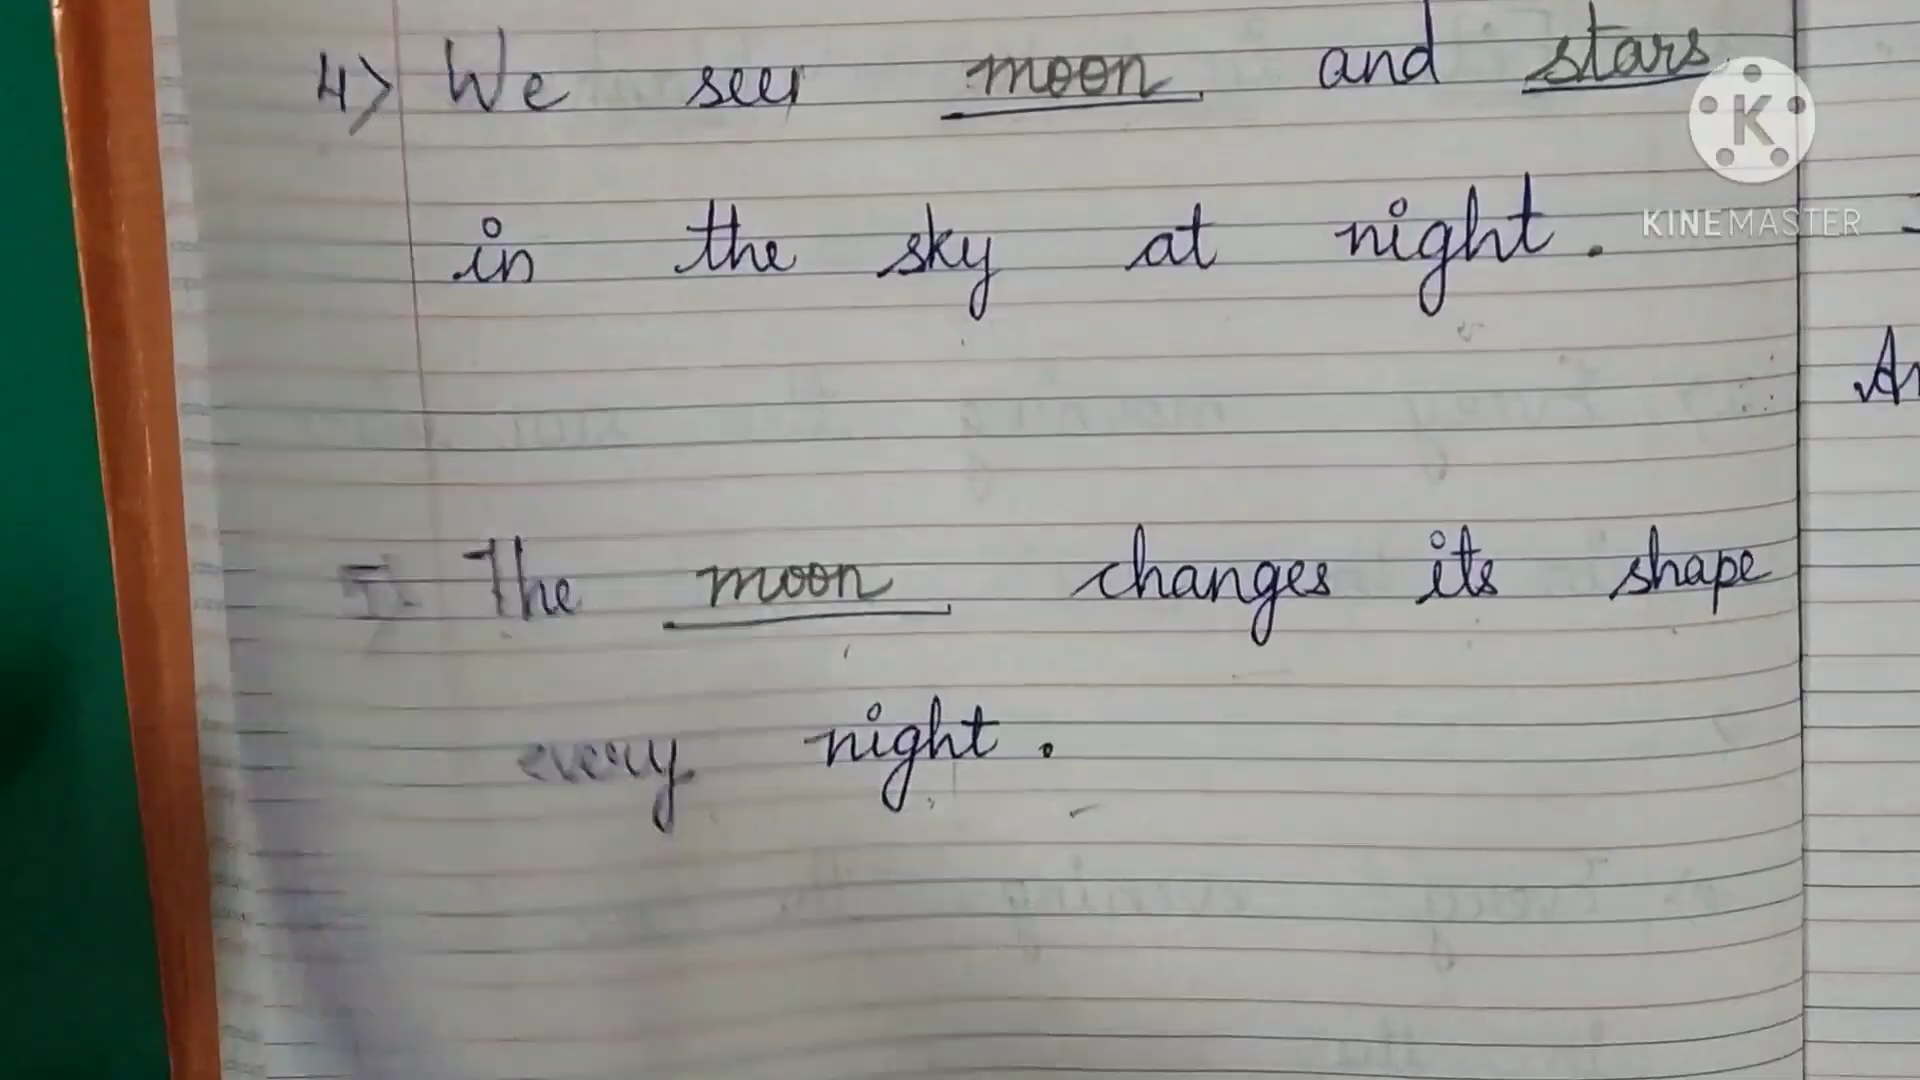 4) We see moon and stars
in the sky at night.
5. The moon changes its shape
every night.
K
KINEMASTER